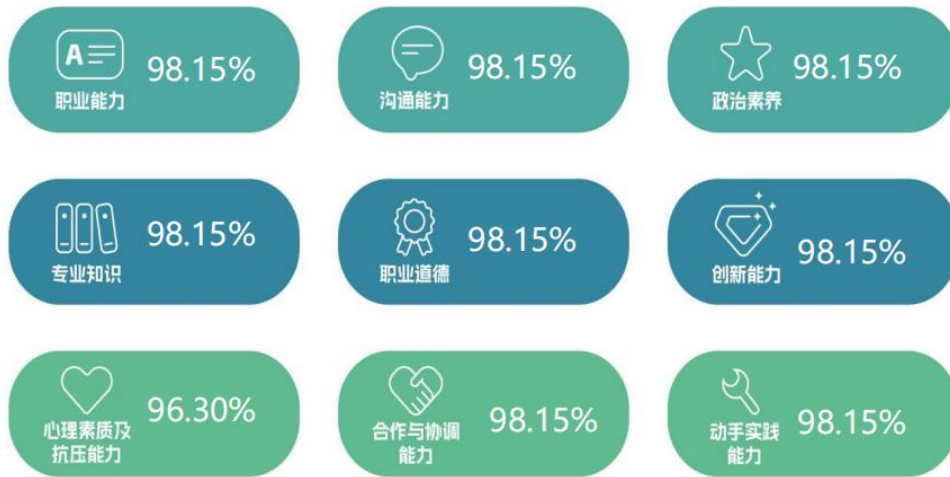 A
98.15%
职业能力
98.15%
沟通能力
98.15%
政治素养
98.15%
专业知识
98.15%
职业道德
98.15%
创新能力
96.30%
心理素质及
抗压能力
98.15%
合作与协调
能力
98.15%
动手实践
能力